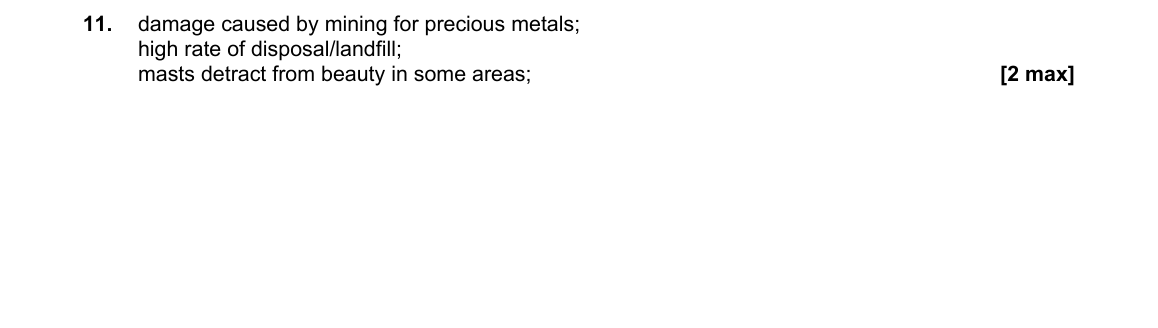 11. damage caused by mining for precious metals;
high rate of disposal/landfill;
masts detract from beauty in some areas; [2 max]